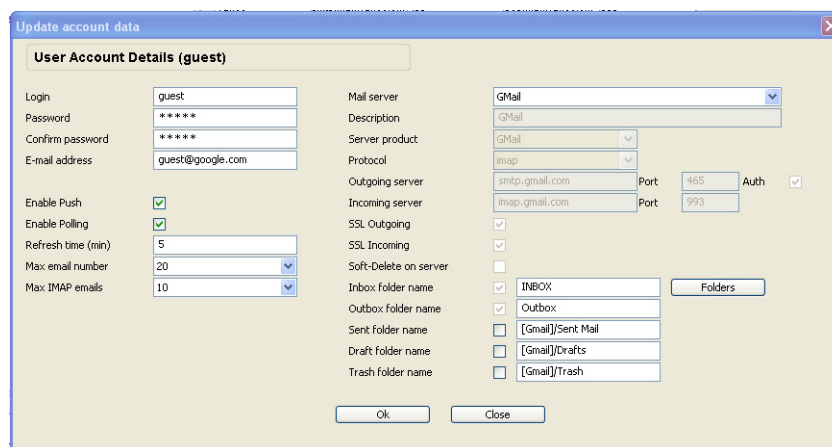 Update account data
User Account Details (guest)
Login guest
Password *****
Confirm password *****
E-mail address guest@google.com
Enable Push
Enable Polling
Refresh time (min) 5
Max email number 20
Max IMAP emails 10
Mail server GMail
Description GMail
Server product GMail
Protocol imap
Outgoing server smtp.gmail.com Port 465 Auth
Incoming server imap.gmail.com Port 993
SSL Outgoing
SSL Incoming
Soft-Delete on server
Inbox folder name INBOX Folders
Outbox folder name Outbox
Sent folder name [Gmail]/Sent Mail
Draft folder name [Gmail]/Drafts
Trash folder name [Gmail]/Trash
Ok Close